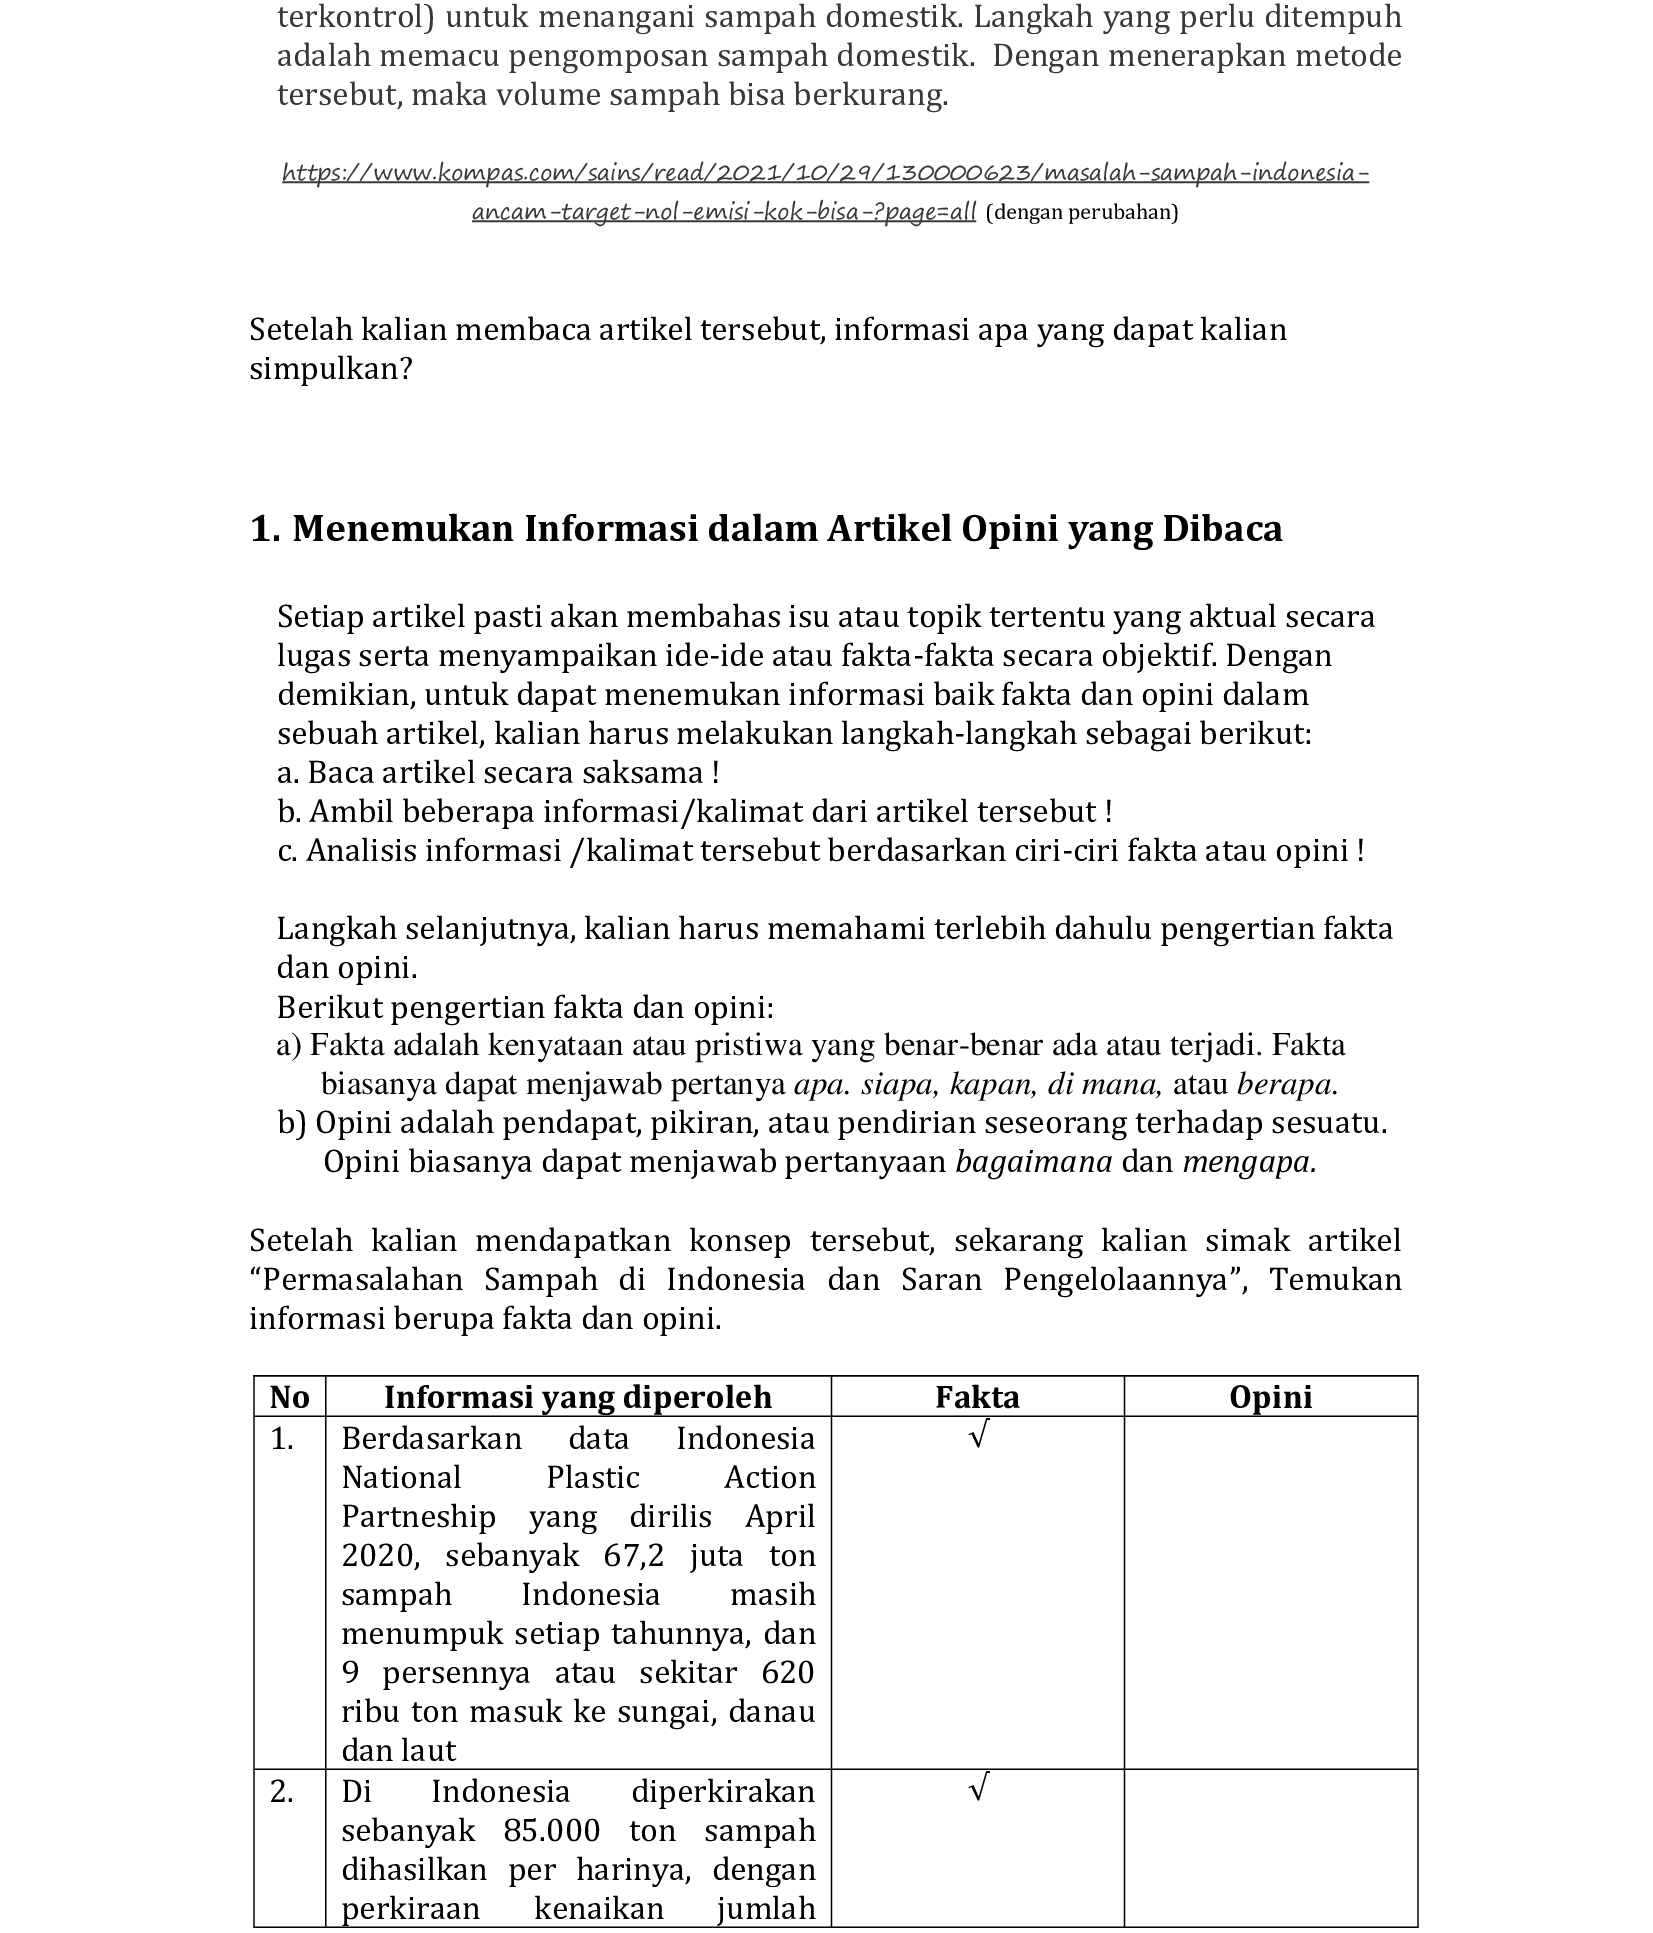 terkontrol) untuk menangani sampah domestik. Langkah yang perlu ditempuh
adalah memacu pengomposan sampah domestik.  Dengan menerapkan metode
tersebut, maka volume sampah bisa berkurang.
https://www.kompas.com/sains/read/2021/10/29/130000623/masalah-sampah-indonesia-
ancam-target-nol-emisi-kok-bisa-?page=all (dengan perubahan)
Setelah kalian membaca artikel tersebut, informasi apa yang dapat kalian
simpulkan?
1. Menemukan Informasi dalam Artikel Opini yang Dibaca
Setiap artikel pasti akan membahas isu atau topik tertentu yang aktual secara
lugas serta menyampaikan ide-ide atau fakta-fakta secara objektif. Dengan
demikian, untuk dapat menemukan informasi baik fakta dan opini dalam
sebuah artikel, kalian harus melakukan langkah-langkah sebagai berikut:
a. Baca artikel secara saksama !
b. Ambil beberapa informasi/kalimat dari artikel tersebut !
c. Analisis informasi /kalimat tersebut berdasarkan ciri-ciri fakta atau opini !
Langkah selanjutnya, kalian harus memahami terlebih dahulu pengertian fakta
dan opini.
Berikut pengertian fakta dan opini:
a) Fakta adalah kenyataan atau pristiwa yang benar-benar ada atau terjadi. Fakta
biasanya dapat menjawab pertanya apa. siapa, kapan, di mana, atau berapa.
b) Opini adalah pendapat, pikiran, atau pendirian seseorang terhadap sesuatu.
Opini biasanya dapat menjawab pertanyaan bagaimana dan mengapa.
Setelah kalian mendapatkan konsep tersebut, sekarang kalian simak artikel
“Permasalahan Sampah di Indonesia dan Saran Pengelolaannya”, Temukan
informasi berupa fakta dan opini.
No Informasi yang diperoleh Fakta Opini
1. Berdasarkan data Indonesia √
National Plastic Action
Partneship yang dirilis April
2020, sebanyak 67,2 juta ton
sampah Indonesia masih
menumpuk setiap tahunnya, dan
9 persennya atau sekitar 620
ribu ton masuk ke sungai, danau
dan laut
2. Di Indonesia diperkirakan √
sebanyak 85.000 ton sampah
dihasilkan per harinya, dengan
perkiraan kenaikan jumlah